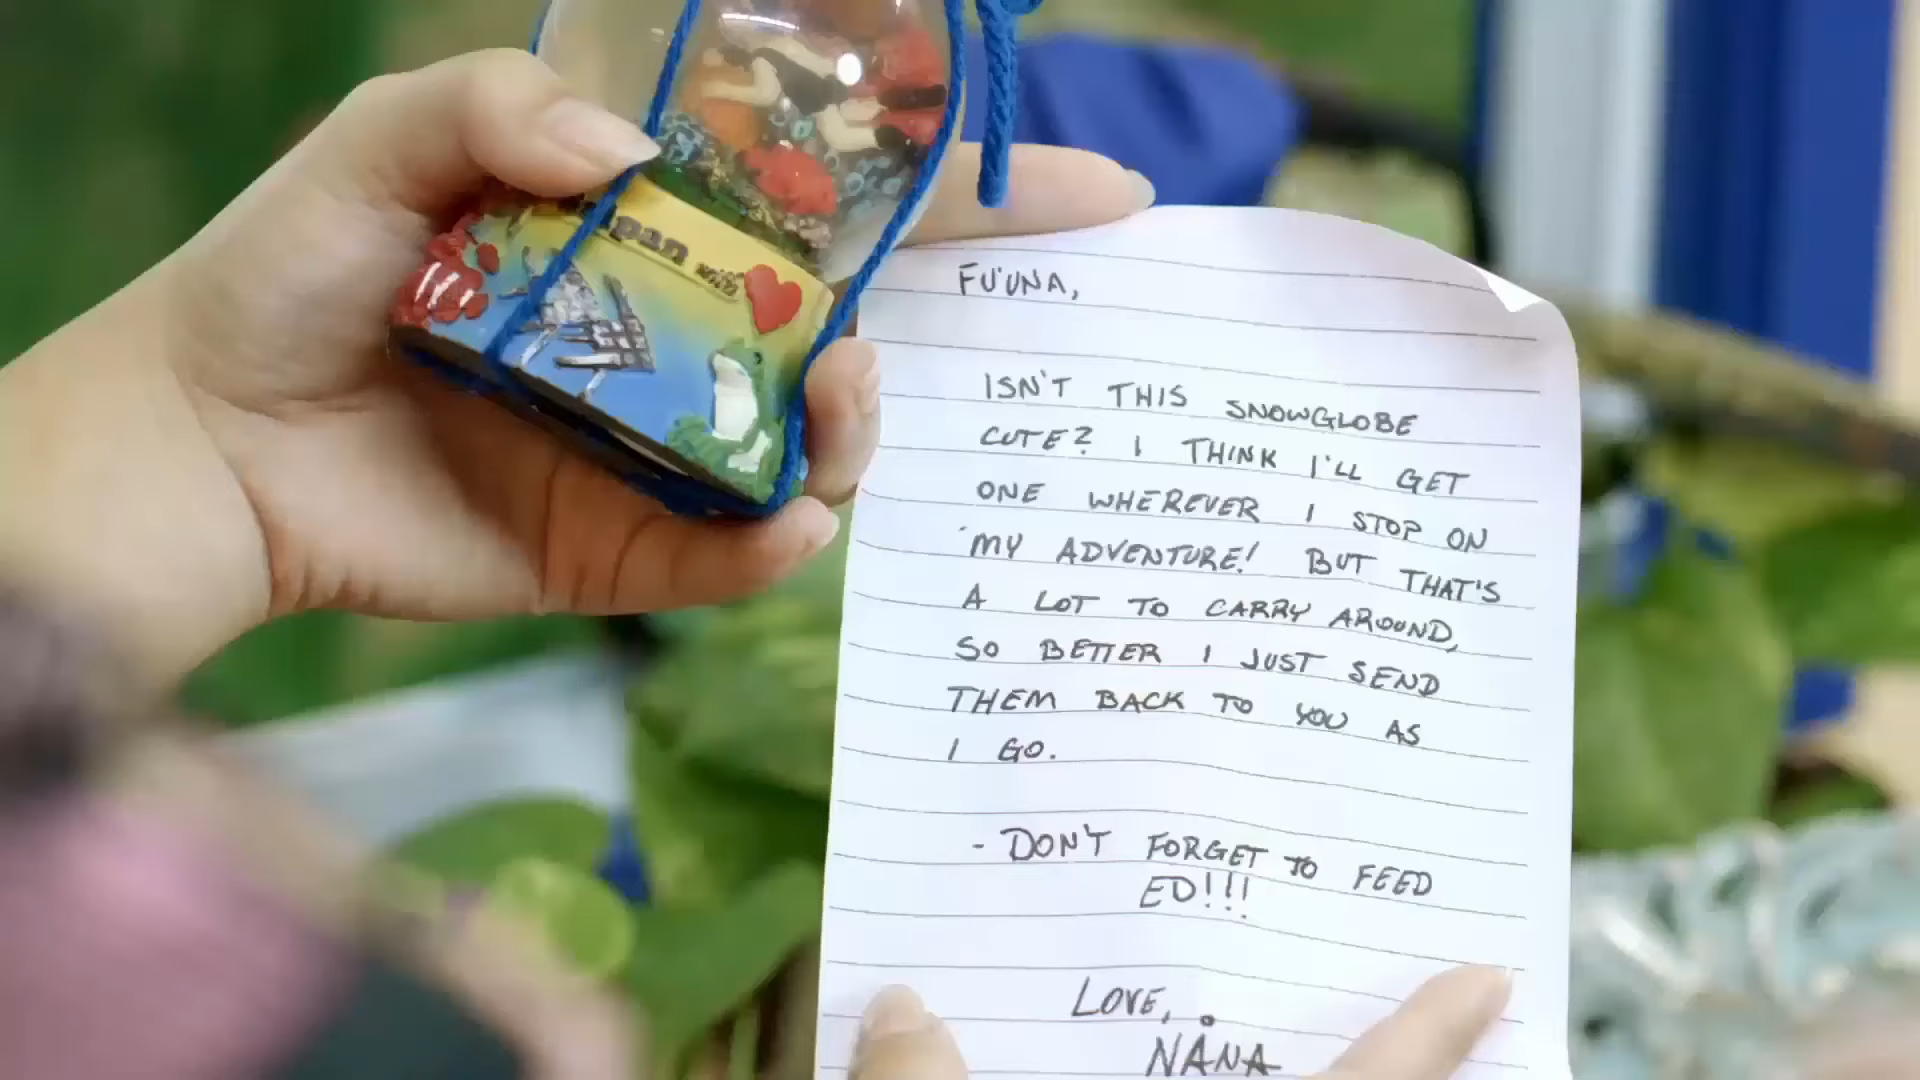 pan with
FU'UNA,
ISN'T THIS SNOWGLOBE
CUTE? I THINK I'LL GET
ONE WHEREVER I STOP ON
MY ADVENTURE! BUT THAT'S
A LOT TO CARRY AROUND,
SO BETTER I JUST SEND
THEM BACK TO YOU AS
I GO.
- DON'T FORGET TO FEED
ED!!!
LOVE,
NANA